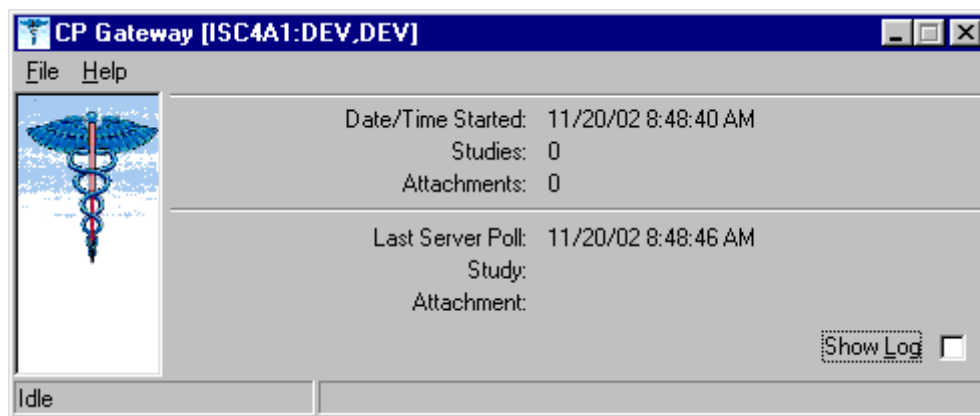 CP Gateway [ISC4A1:DEV,DEV]
File Help
Date/Time Started: 11/20/02 8:48:40 AM
Studies: 0
Attachments: 0
Last Server Poll: 11/20/02 8:48:46 AM
Study:
Attachment:
Show Log
Idle